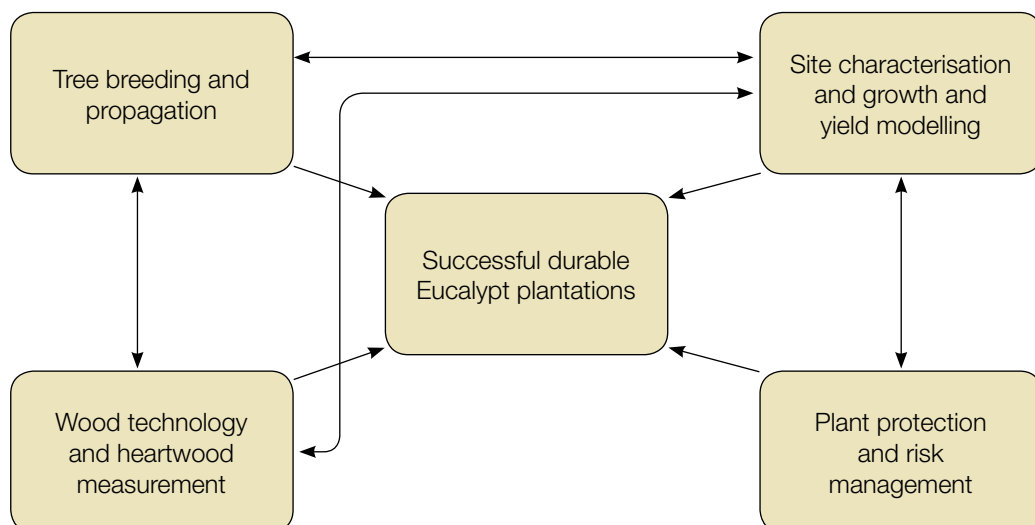 Tree breeding and
propagation
Site characterisation
and growth and
yield modelling
Successful durable
Eucalypt plantations
Wood technology
and heartwood
measurement
Plant protection
and risk
management